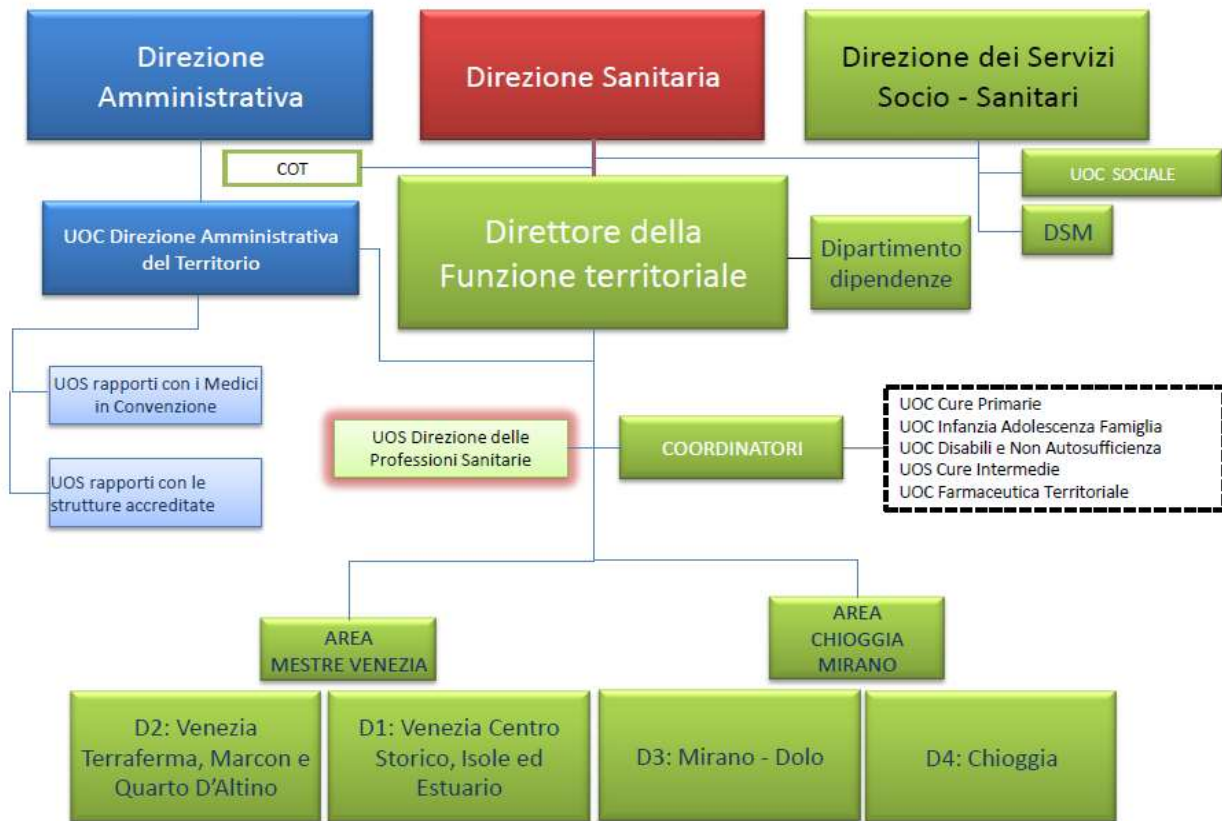 Direzione
Amministrativa
Direzione Sanitaria
Direzione dei Servizi
Socio - Sanitari
COT
UOC SOCIALE
UOC Direzione Amministrativa
del Territorio
Direttore della
Funzione territoriale
Dipartimento
dipendenze
DSM
UOS rapporti con i Medici
in Convenzione
UOS rapporti con le
strutture accreditate
UOS Direzione delle
Professioni Sanitarie
COORDINATORI
UOC Cure Primarie
UOC Infanzia Adolescenza Famiglia
UOC Disabili e Non Autosufficienza
UOS Cure Intermedie
UOC Farmaceutica Territoriale
AREA
MESTRE VENEZIA
AREA
CHIOGGIA
MIRANO
D2: Venezia
Terraferma, Marcon e
Quarto D'Altino
D1: Venezia Centro
Storico, Isole ed
Estuario
D3: Mirano - Dolo
D4: Chioggia